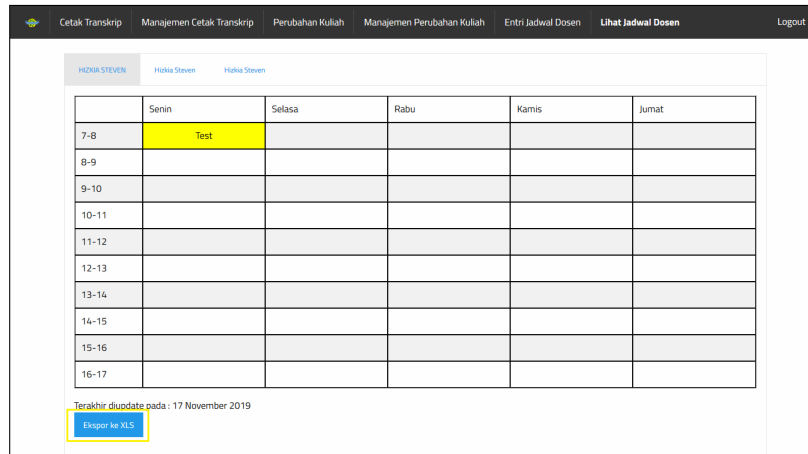 Cetak Transkrip Manajemen Cetak Transkrip Perubahan Kuliah Manajemen Perubahan Kuliah Entri Jadwal Dosen Lihat Jadwal Dosen Logout
HIZKIA STEVEN Hizkia Steven Hizkia Steven
Senin Selasa Rabu Kamis Jumat
7-8 Test
8-9
9-10
10-11
11-12
12-13
13-14
14-15
15-16
16-17
Terakhir diupdate pada : 17 November 2019
Ekspor ke XLS